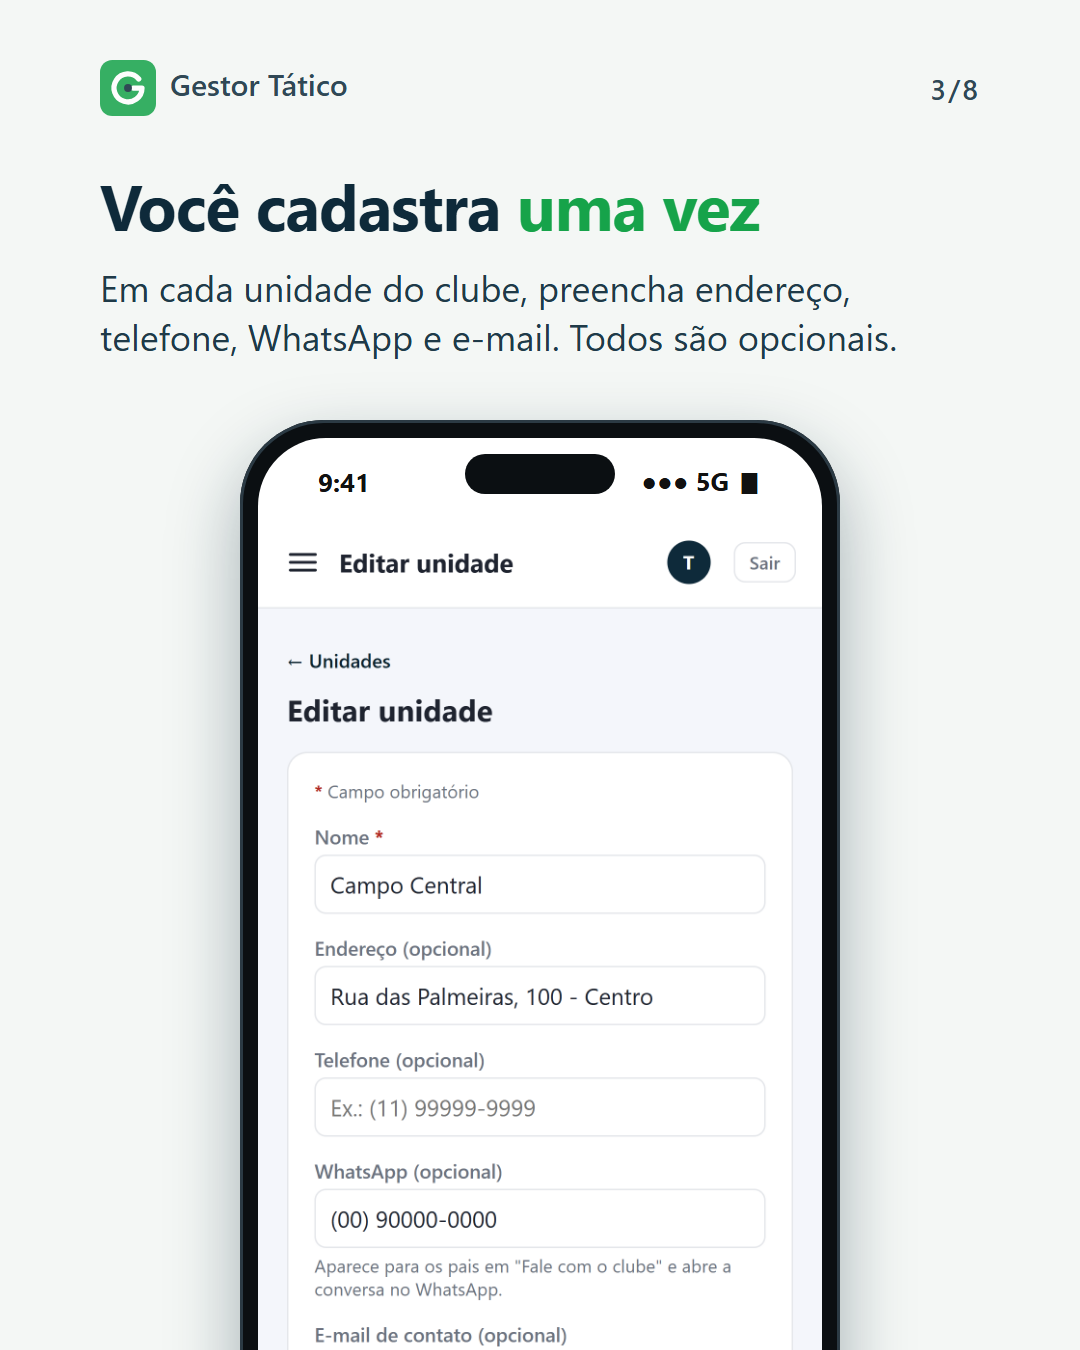 Gestor Tático
3/8
Você cadastra uma vez
Em cada unidade do clube, preencha endereço,
telefone, WhatsApp e e-mail. Todos são opcionais.
9:41
5G
Editar unidade
T
Sair
← Unidades
Editar unidade
* Campo obrigatório
Nome *
Campo Central
Endereço (opcional)
Rua das Palmeiras, 100 - Centro
Telefone (opcional)
Ex.: (11) 99999-9999
WhatsApp (opcional)
(00) 90000-0000
Aparece para os pais em "Fale com o clube" e abre a
conversa no WhatsApp.
E-mail de contato (opcional)